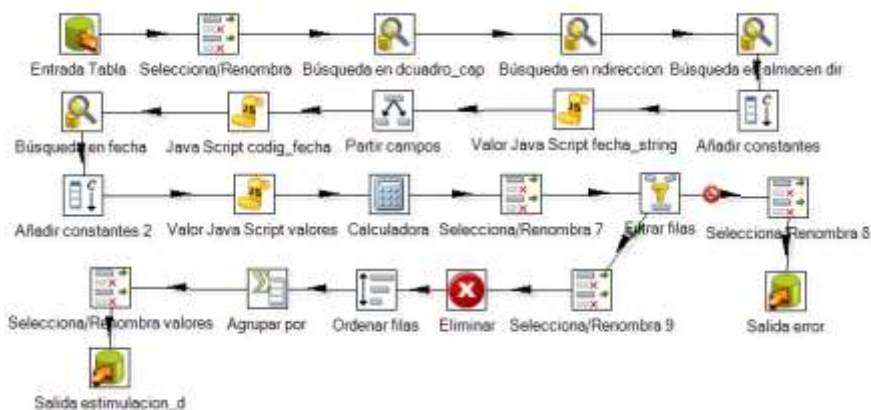 Entrada Tabla
Selecciona/Renombra
Búsqueda en dcuadro_cap
Búsqueda en ndireccion
Búsqueda en almacen dir
Búsqueda en fecha
Java Script codig_fecha
Partir campos
Valor Java Script fecha_string
Añadir constantes
Añadir constantes 2
Valor Java Script valores
Calculadora
Selecciona/Renombra 7
Filtrar filas
Selecciona/Renombra 8
Selecciona/Renombra valores
Agrupar por
Ordenar filas
Eliminar
Selecciona/Renombra 9
Salida error
Salida estimulacion_d